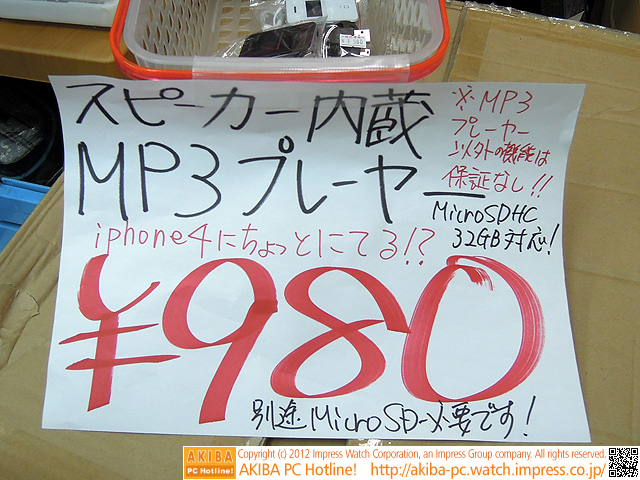 スピーカー内蔵
MP3プレーヤー
※MP3
プレーヤー
以外の機能は
保証なし!!
MicroSDHC
32GB対応!
iphone4にちょっとにてる!?
¥980
別途MicroSD必要です!
AKIBA
PC Hotline!
Copyright (c) 2012 Impress Watch Corporation, an Impress Group company. All rights reserved.
AKIBA PC Hotline! http://akiba-pc.watch.impress.co.jp/